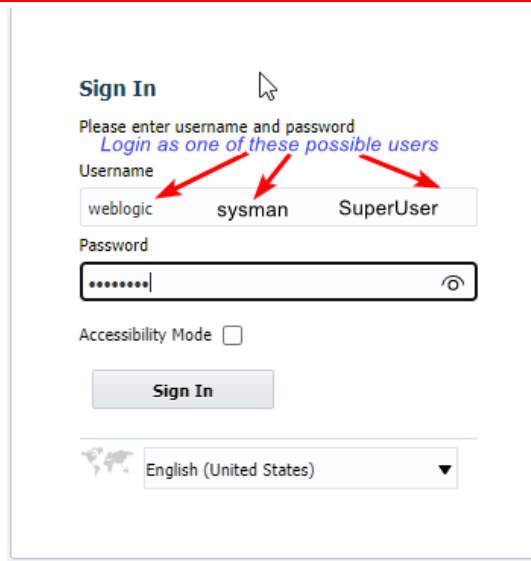 Sign In
Please enter username and password
Login as one of these possible users
Username
weblogic sysman SuperUser
Password
••••••••
Accessibility Mode
Sign In
English (United States)